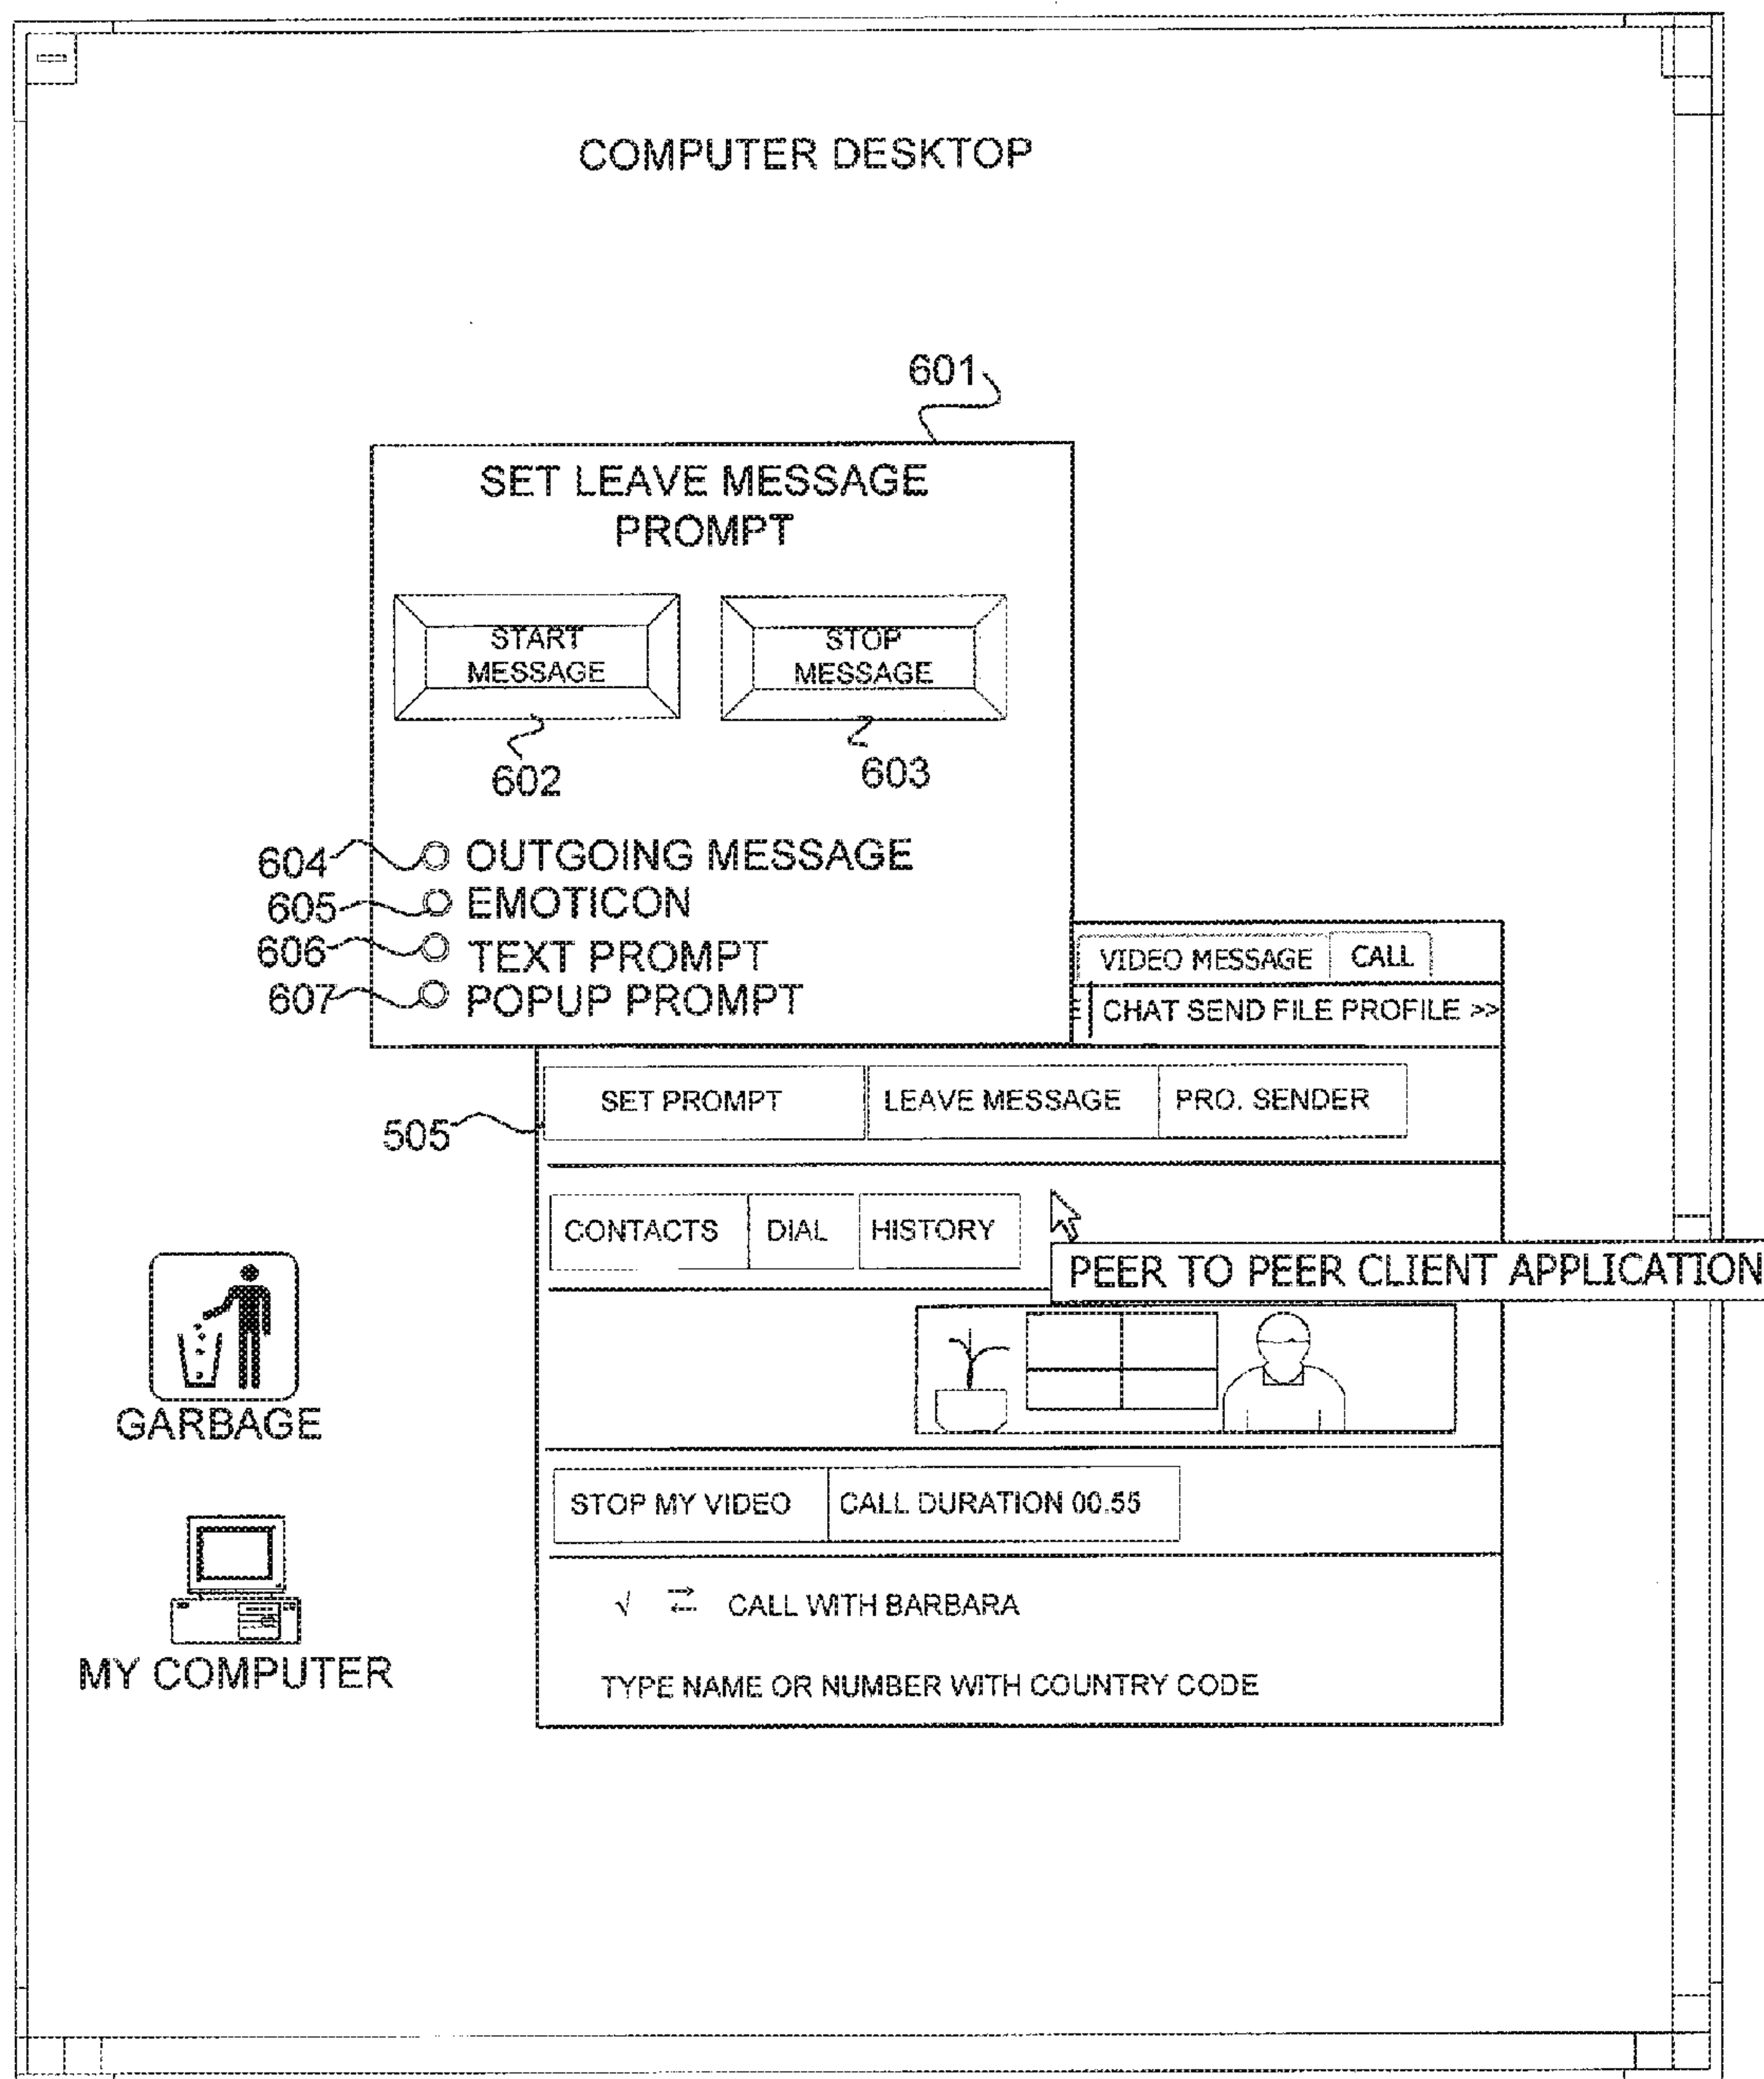 COMPUTER DESKTOP
601
SET LEAVE MESSAGE
PROMPT
START
MESSAGE
STOP
MESSAGE
602
603
604 OUTGOING MESSAGE
605 EMOTICON
606 TEXT PROMPT
607 POPUP PROMPT
VIDEO MESSAGE CALL
E CHAT SEND FILE PROFILE >>
505 SET PROMPT LEAVE MESSAGE PRO. SENDER
CONTACTS DIAL HISTORY
PEER TO PEER CLIENT APPLICATION
GARBAGE
STOP MY VIDEO CALL DURATION 00.55
√ CALL WITH BARBARA
MY COMPUTER
TYPE NAME OR NUMBER WITH COUNTRY CODE